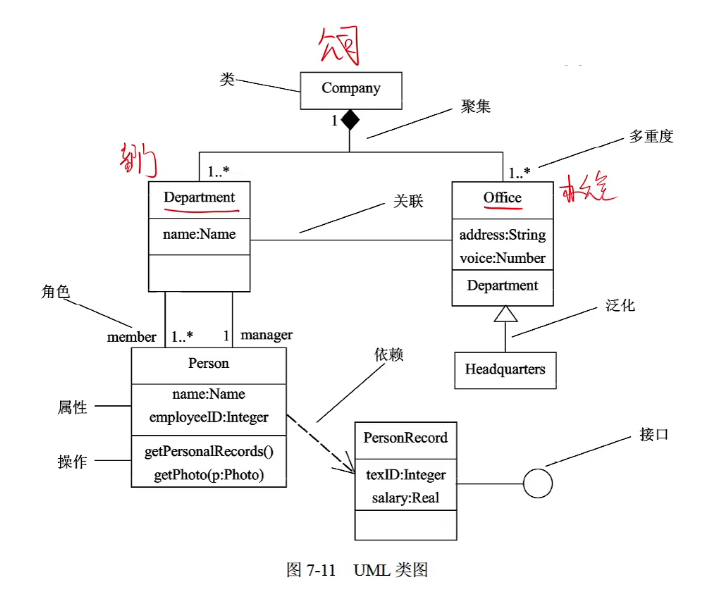 公司
类
Company
1
聚集
多重度
部门
1..*
1..*
办公室
Department
Office
关联
name:Name
address:String
voice:Number
Department
角色
泛化
member
1..*
1
manager
Person
依赖
Headquarters
name:Name
属性
employeeID:Integer
PersonRecord
接口
操作
getPersonalRecords()
getPhoto(p:Photo)
texID:Integer
salary:Real
图 7-11 UML 类图